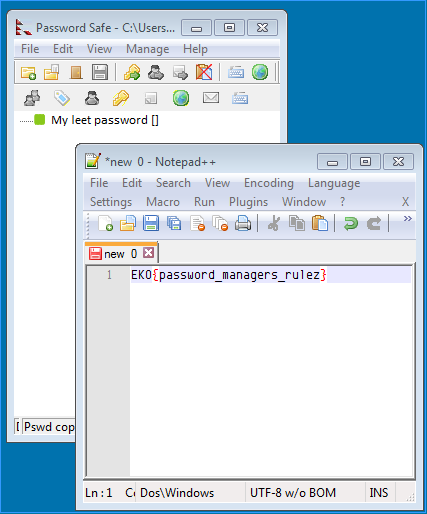 Password Safe - C:\Users...
File Edit View Manage Help
My leet password []
*new 0 - Notepad++
File Edit Search View Encoding Language
Settings Macro Run Plugins Window ? X
new 0
1 EKO{password_managers_rulez}
Pswd cop
Ln : 1 Co Dos\Windows UTF-8 w/o BOM INS